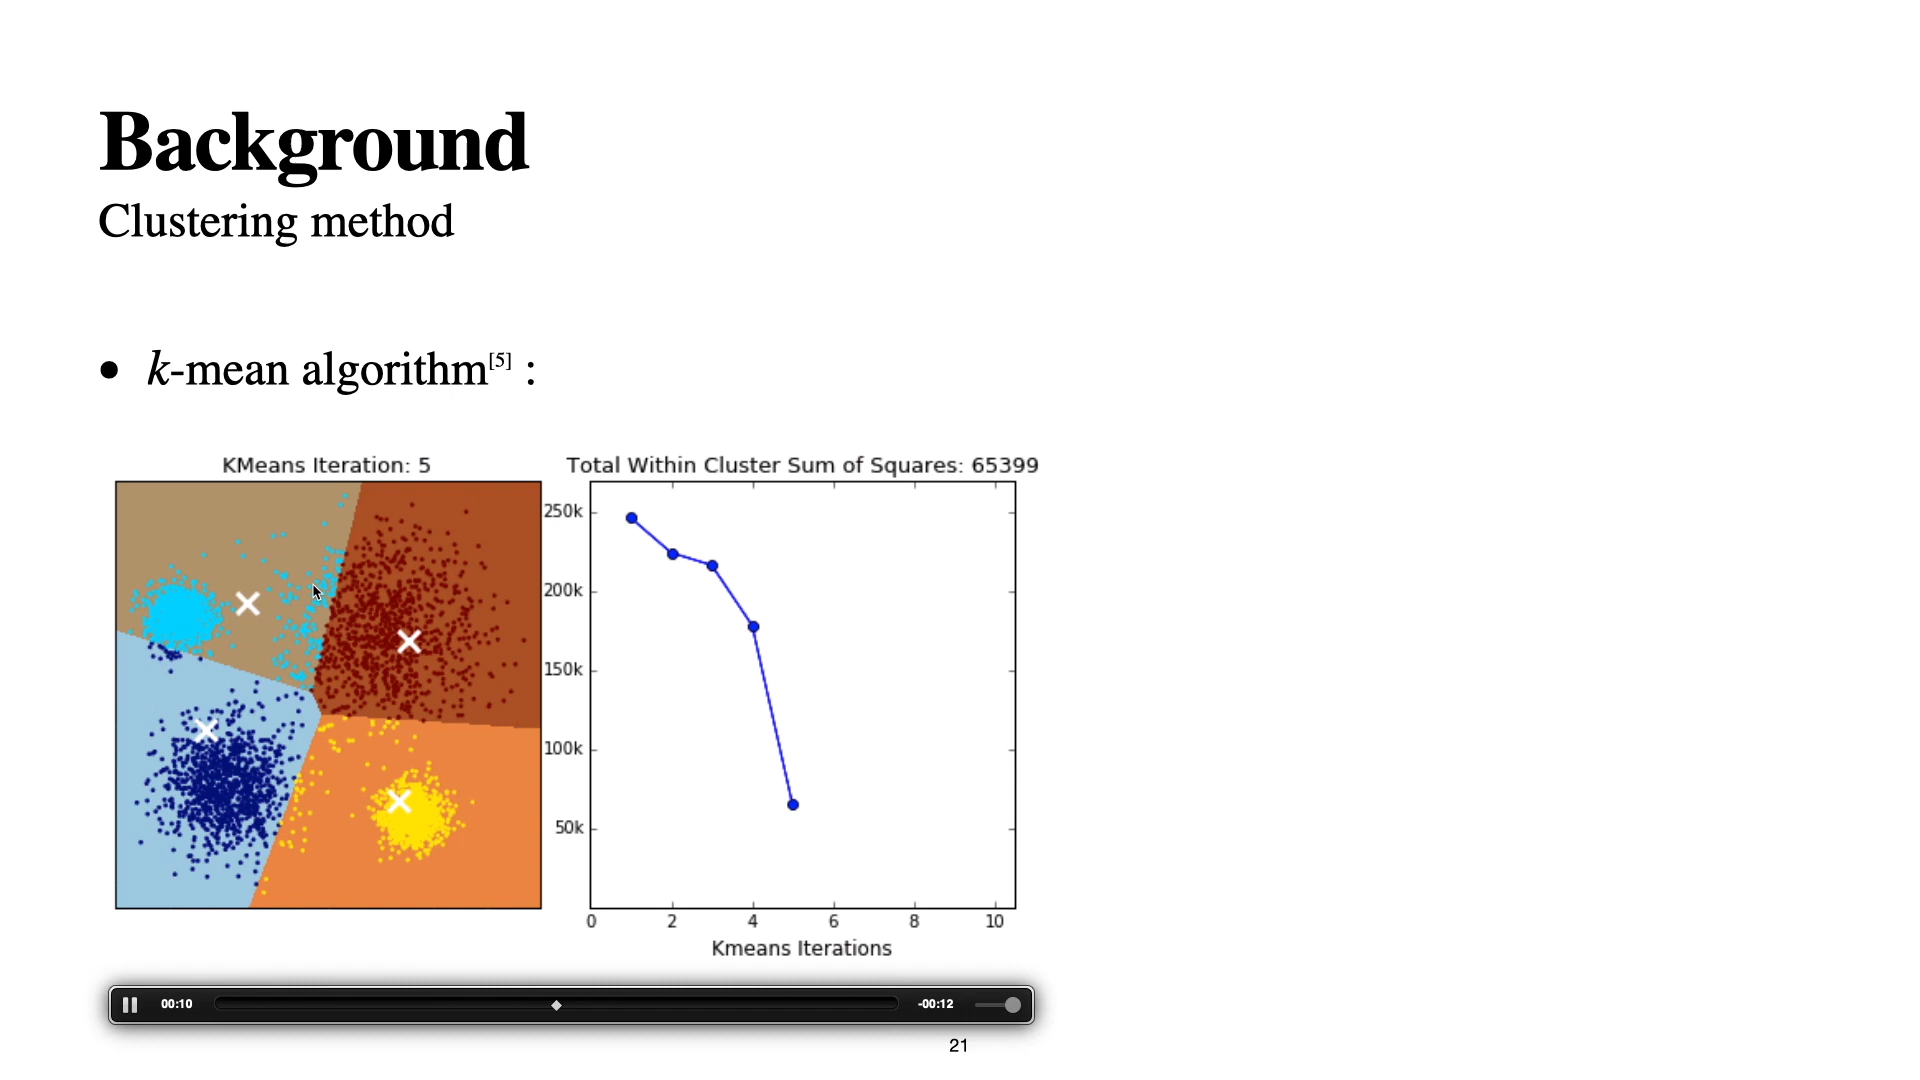 Background
Clustering method
• k-mean algorithm[5] :
KMeans Iteration: 5
Total Within Cluster Sum of Squares: 65399
250k
200k
150k
100k
50k
0 2 4 6 8 10
Kmeans Iterations
00:10 -00:12
21